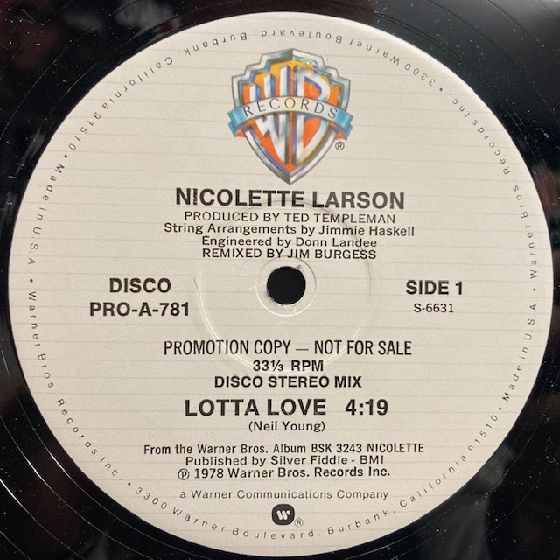 WB
RECORDS
®
NICOLETTE LARSON
PRODUCED BY TED TEMPLEMAN
String Arrangements by Jimmie Haskell
Engineered by Donn Landee
REMIXED BY JIM BURGESS
DISCO
PRO-A-781
SIDE 1
S-6631
PROMOTION COPY — NOT FOR SALE
33⅓ RPM
DISCO STEREO MIX
LOTTA LOVE 4:19
(Neil Young)
From the Warner Bros. Album BSK 3243 NICOLETTE
Published by Silver Fiddle - BMI
℗ 1978 Warner Bros. Records Inc.
a Warner Communications Company
®
Warner Bros Records Inc. • 3300 Warner Boulevard, Burbank, California 91510 • Made in U.S.A. • Warner Bros Records Inc. • 3300 Warner Boulevard, Burbank, California 91510 • Made in U.S.A. •